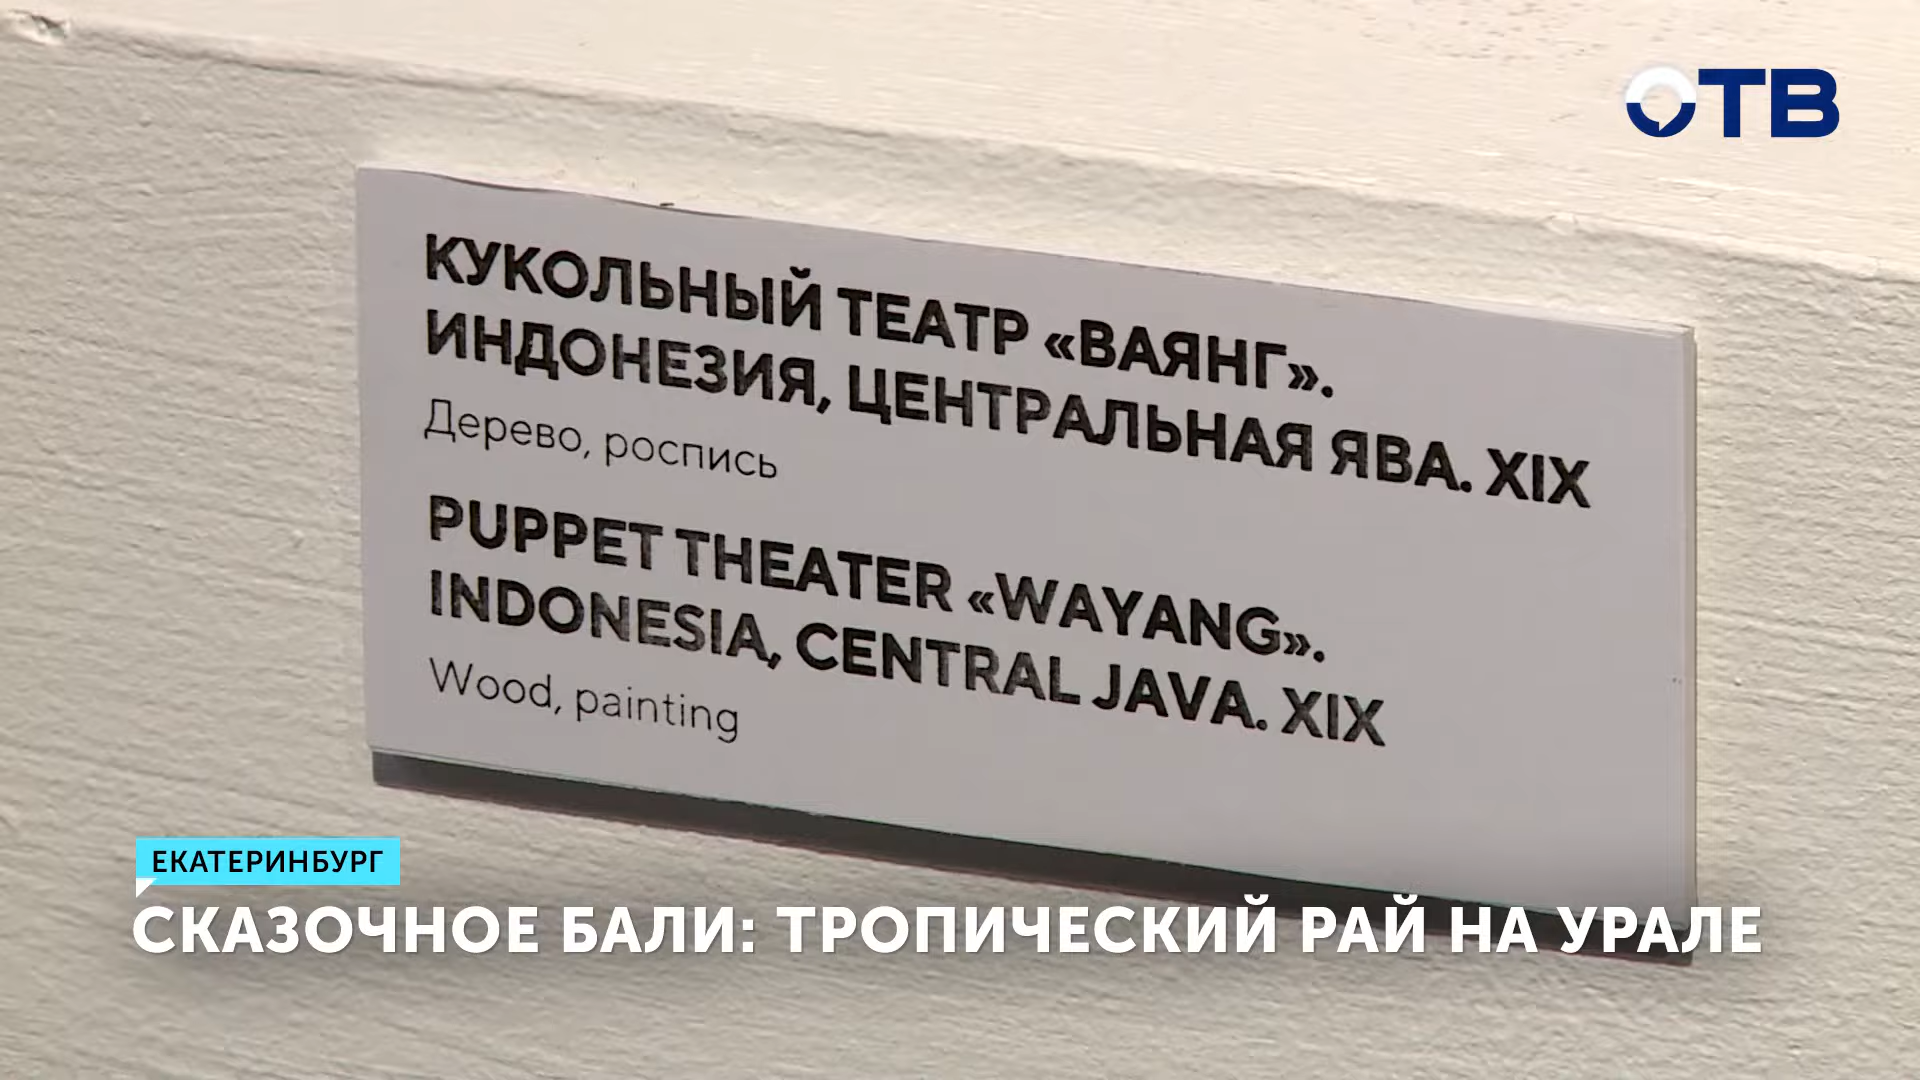 ОТВ
КУКОЛЬНЫЙ ТЕАТР «ВАЯНГ».
ИНДОНЕЗИЯ, ЦЕНТРАЛЬНАЯ ЯВА. XIX
Дерево, роспись
PUPPET THEATER «WAYANG».
INDONESIA, CENTRAL JAVA. XIX
Wood, painting
ЕКАТЕРИНБУРГ
СКАЗОЧНОЕ БАЛИ: ТРОПИЧЕСКИЙ РАЙ НА УРАЛЕ